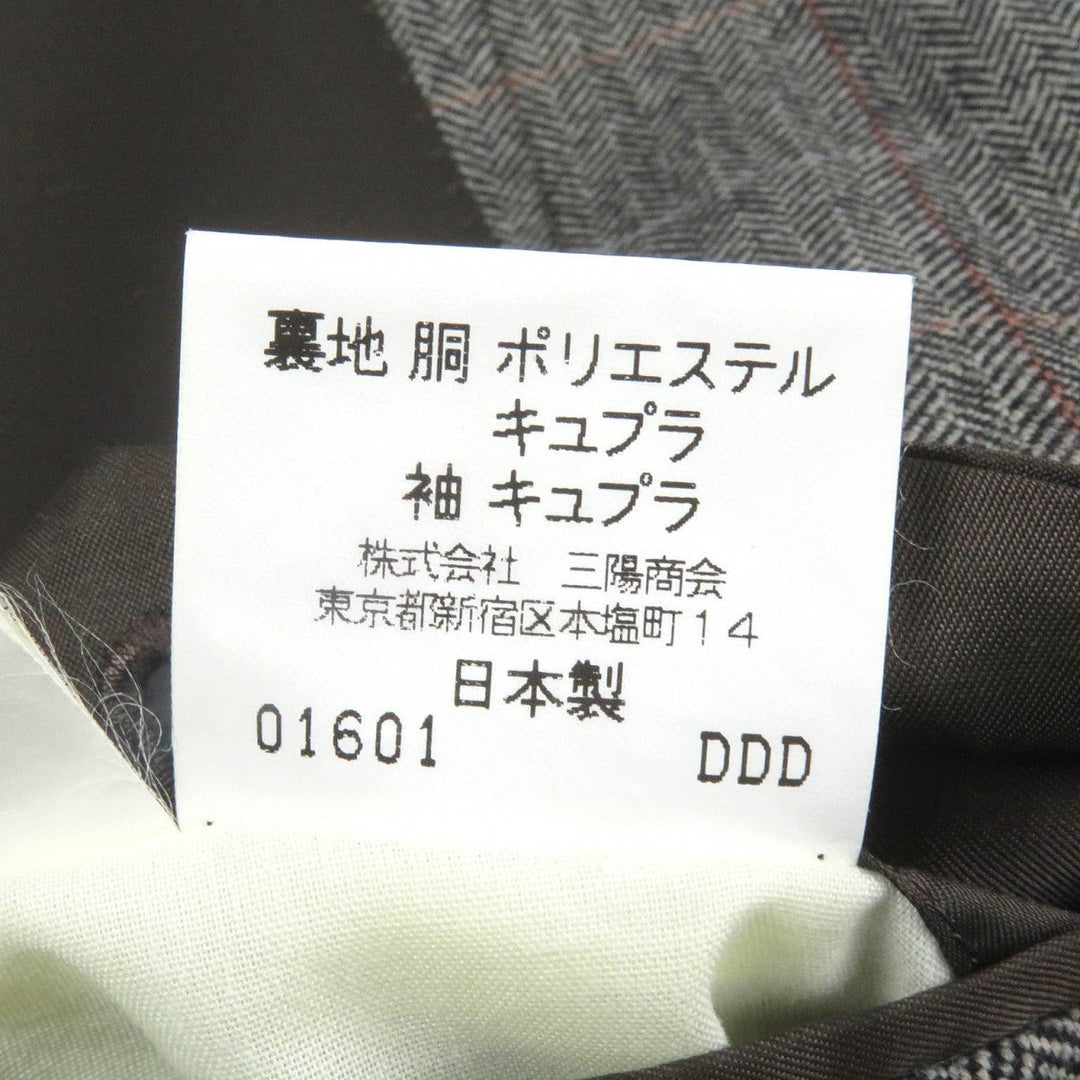 裏地 胴 ポリエステル
キュプラ
袖 キュプラ
株式会社 三陽商会
東京都新宿区本塩町１４
日本製
01601 DDD